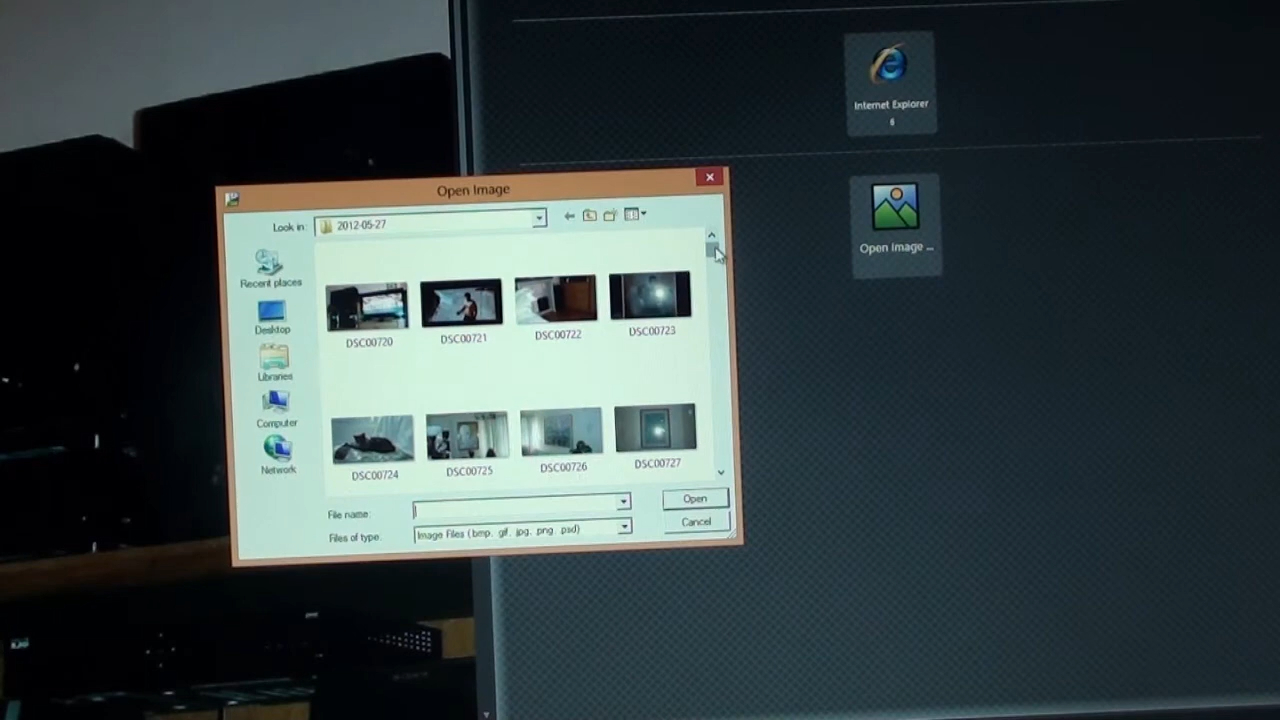 Internet Explorer
6
Open Image
Look in:
2012-05-27
Open Image ...
Recent places
Desktop
Libraries
Computer
Network
DSC00720
DSC00721
DSC00722
DSC00723
DSC00724
DSC00725
DSC00726
DSC00727
File name:
Open
Files of type:
Image Files (bmp, gif, jpg, png, psd)
Cancel